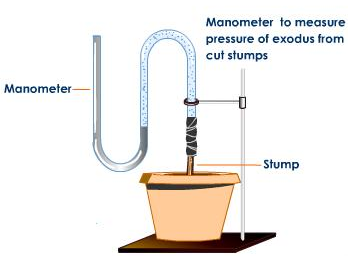 Manometer to measure
pressure of exodus from
cut stumps
Manometer
Stump